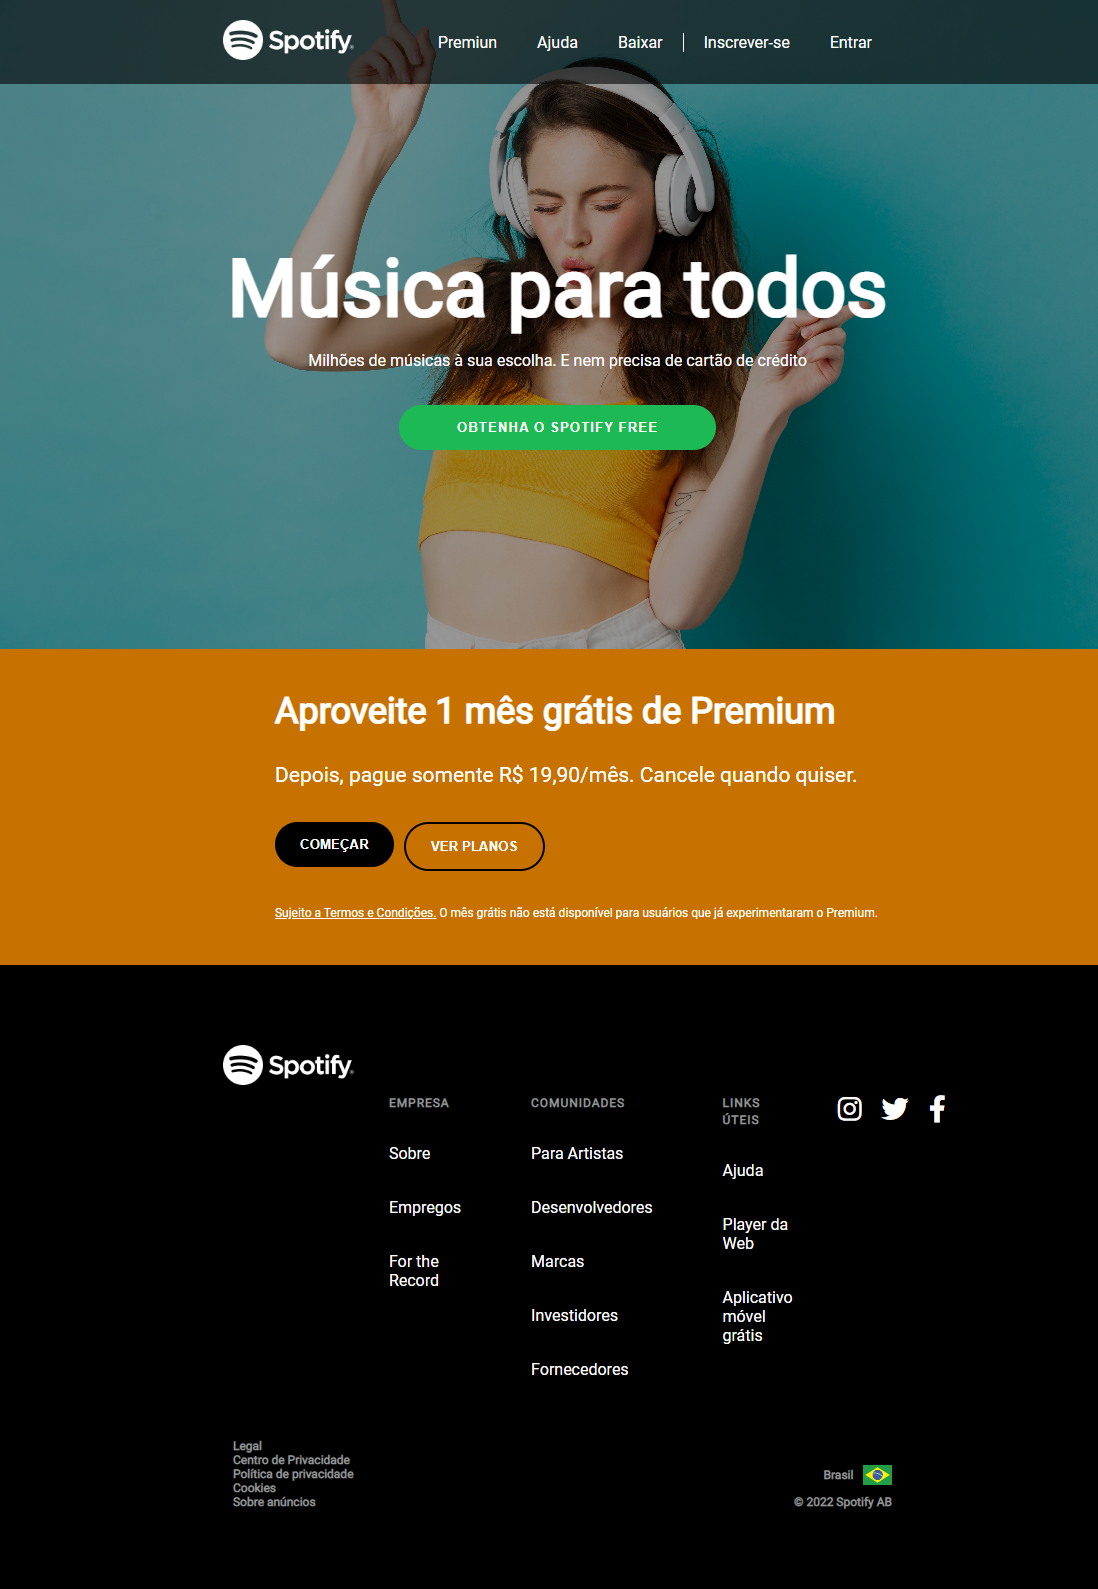 Spotify
Premiun
Ajuda
Baixar
Inscrever-se
Entrar
Música para todos
Milhões de músicas à sua escolha. E nem precisa de cartão de crédito
OBTENHA O SPOTIFY FREE
Aproveite 1 mês grátis de Premium
Depois, pague somente R$ 19,90/mês. Cancele quando quiser.
COMEÇAR
VER PLANOS
Sujeito a Termos e Condições. O mês grátis não está disponível para usuários que já experimentaram o Premium.
Spotify
EMPRESA
Sobre
Empregos
For the
Record
COMUNIDADES
Para Artistas
Desenvolvedores
Marcas
Investidores
Fornecedores
LINKS
ÚTEIS
Ajuda
Player da
Web
Aplicativo
móvel
grátis
Legal
Centro de Privacidade
Política de privacidade
Cookies
Sobre anúncios
Brasil
© 2022 Spotify AB